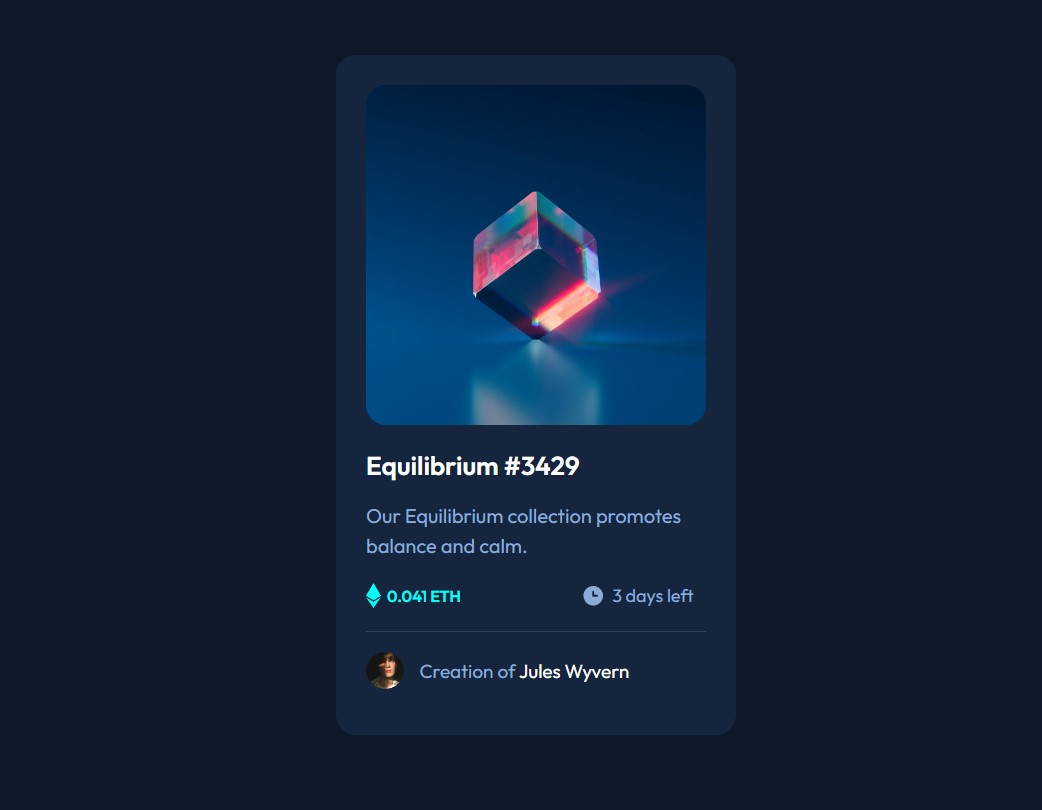 Equilibrium #3429
Our Equilibrium collection promotes
balance and calm.
0.041 ETH
3 days left
Creation of Jules Wyvern